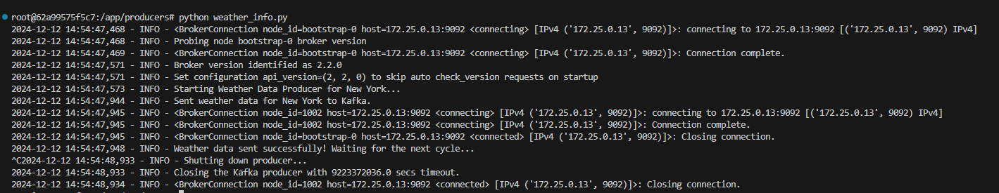 root@62a99575f5c7:/app/producers# python weather_info.py
2024-12-12 14:54:47,468 - INFO - <BrokerConnection node_id=bootstrap-0 host=172.25.0.13:9092 <connecting> [IPv4 ('172.25.0.13', 9092)]>: connecting to 172.25.0.13:9092 [('172.25.0.13', 9092) IPv4]
2024-12-12 14:54:47,468 - INFO - Probing node bootstrap-0 broker version
2024-12-12 14:54:47,469 - INFO - <BrokerConnection node_id=bootstrap-0 host=172.25.0.13:9092 <connecting> [IPv4 ('172.25.0.13', 9092)]>: Connection complete.
2024-12-12 14:54:47,571 - INFO - Broker version identified as 2.2.0
2024-12-12 14:54:47,571 - INFO - Set configuration api_version=(2, 2, 0) to skip auto check_version requests on startup
2024-12-12 14:54:47,573 - INFO - Starting Weather Data Producer for New York...
2024-12-12 14:54:47,944 - INFO - Sent weather data for New York to Kafka.
2024-12-12 14:54:47,945 - INFO - <BrokerConnection node_id=1002 host=172.25.0.13:9092 <connecting> [IPv4 ('172.25.0.13', 9092)]>: connecting to 172.25.0.13:9092 [('172.25.0.13', 9092) IPv4]
2024-12-12 14:54:47,945 - INFO - <BrokerConnection node_id=1002 host=172.25.0.13:9092 <connecting> [IPv4 ('172.25.0.13', 9092)]>: Connection complete.
2024-12-12 14:54:47,945 - INFO - <BrokerConnection node_id=bootstrap-0 host=172.25.0.13:9092 <connected> [IPv4 ('172.25.0.13', 9092)]>: Closing connection.
2024-12-12 14:54:47,948 - INFO - Weather data sent successfully! Waiting for the next cycle...
^C2024-12-12 14:54:48,933 - INFO - Shutting down producer...
2024-12-12 14:54:48,933 - INFO - Closing the Kafka producer with 9223372036.0 secs timeout.
2024-12-12 14:54:48,934 - INFO - <BrokerConnection node_id=1002 host=172.25.0.13:9092 <connected> [IPv4 ('172.25.0.13', 9092)]>: Closing connection.